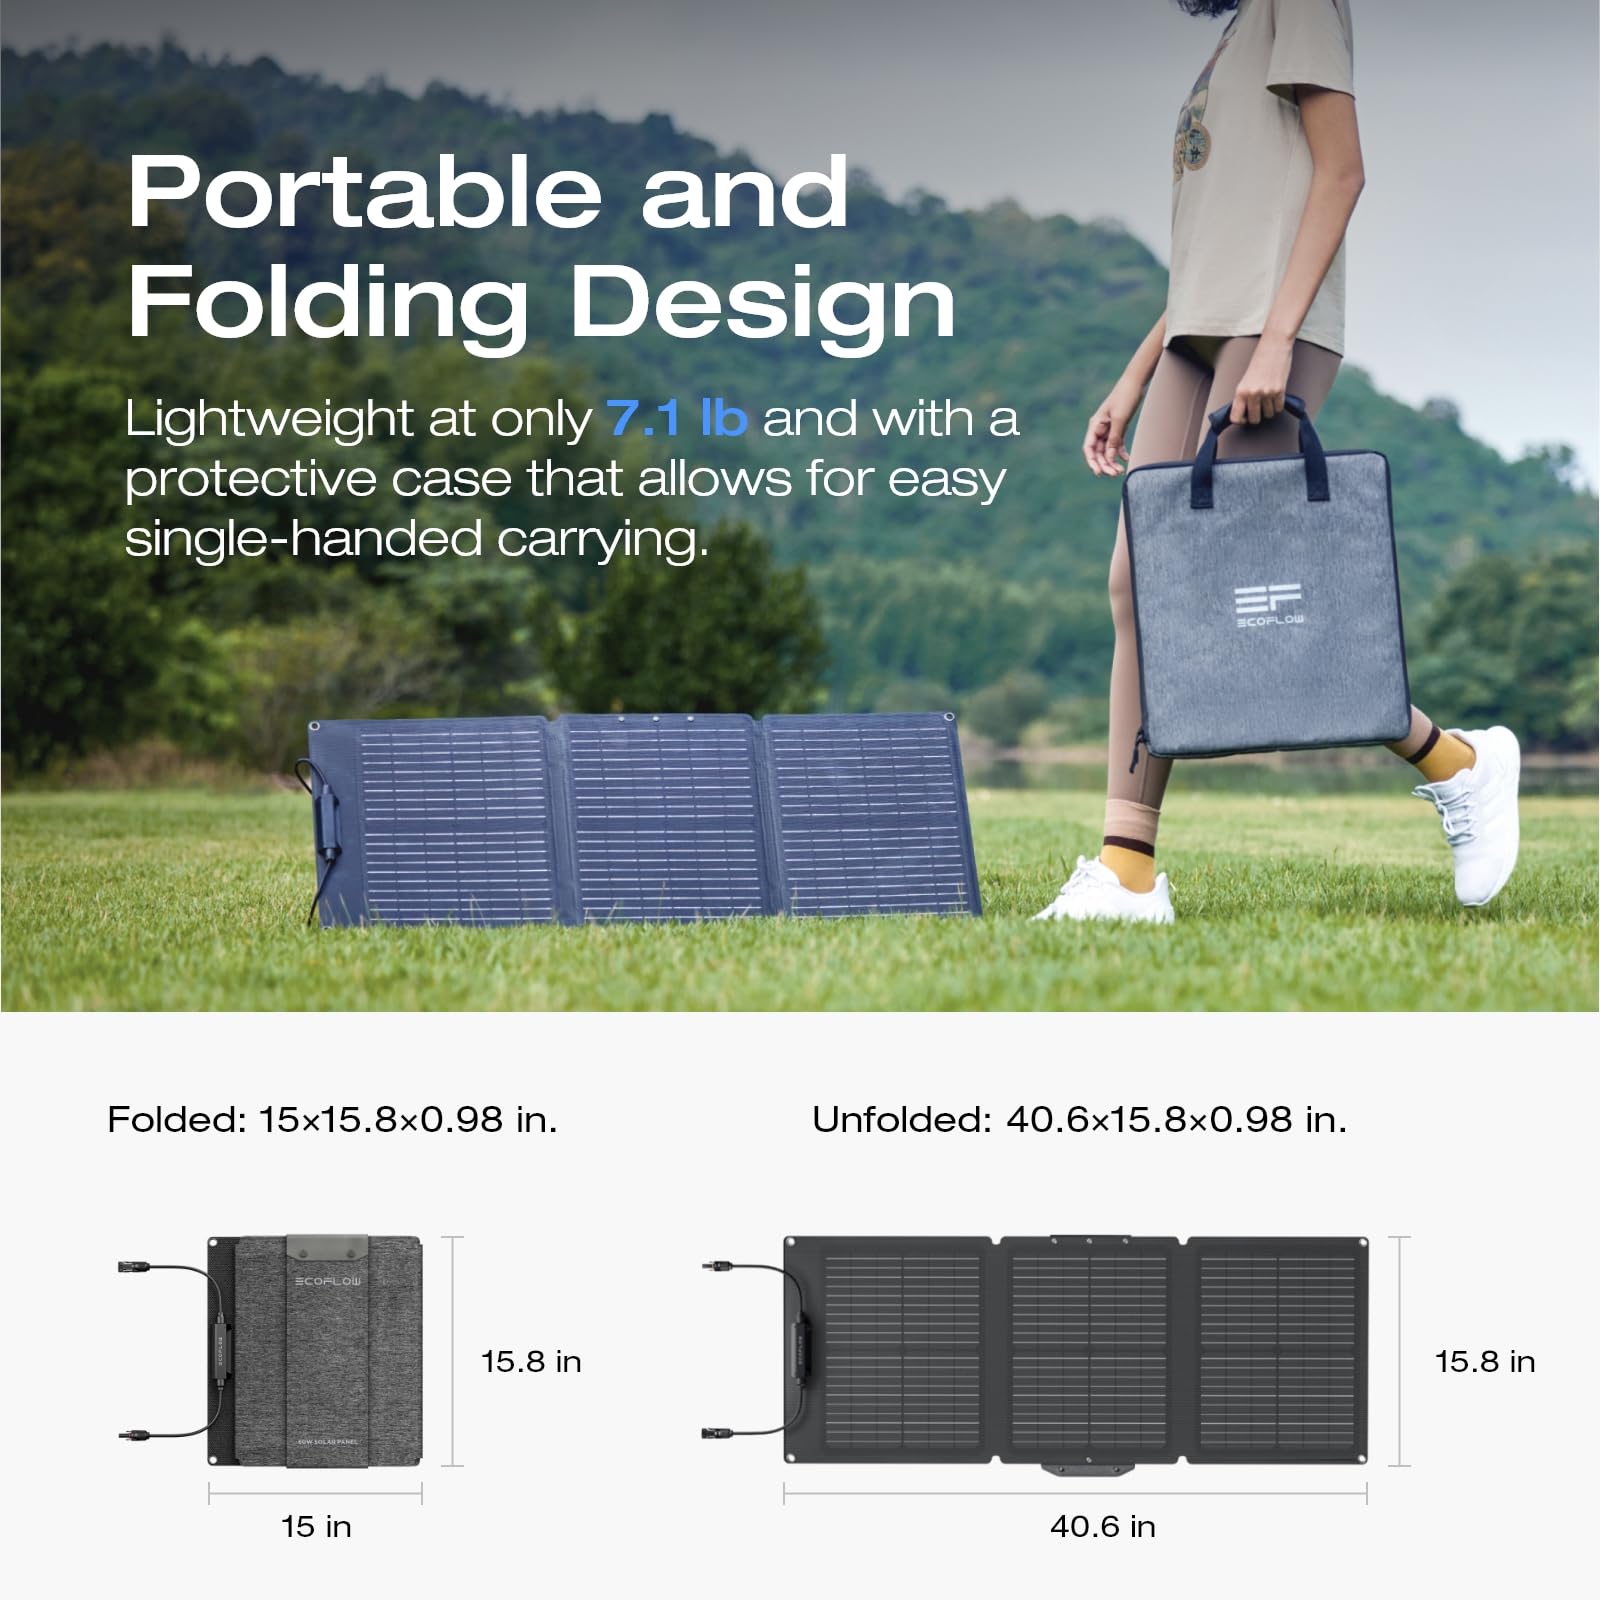 Portable and
Folding Design
Lightweight at only 7.1 lb and with a
protective case that allows for easy
single-handed carrying.
EF
ECOFLOW
Folded: 15×15.8×0.98 in.
Unfolded: 40.6×15.8×0.98 in.
ECOFLOW
ECOFLOW
60W SOLAR PANEL
15.8 in
15 in
ECOFLOW
15.8 in
40.6 in